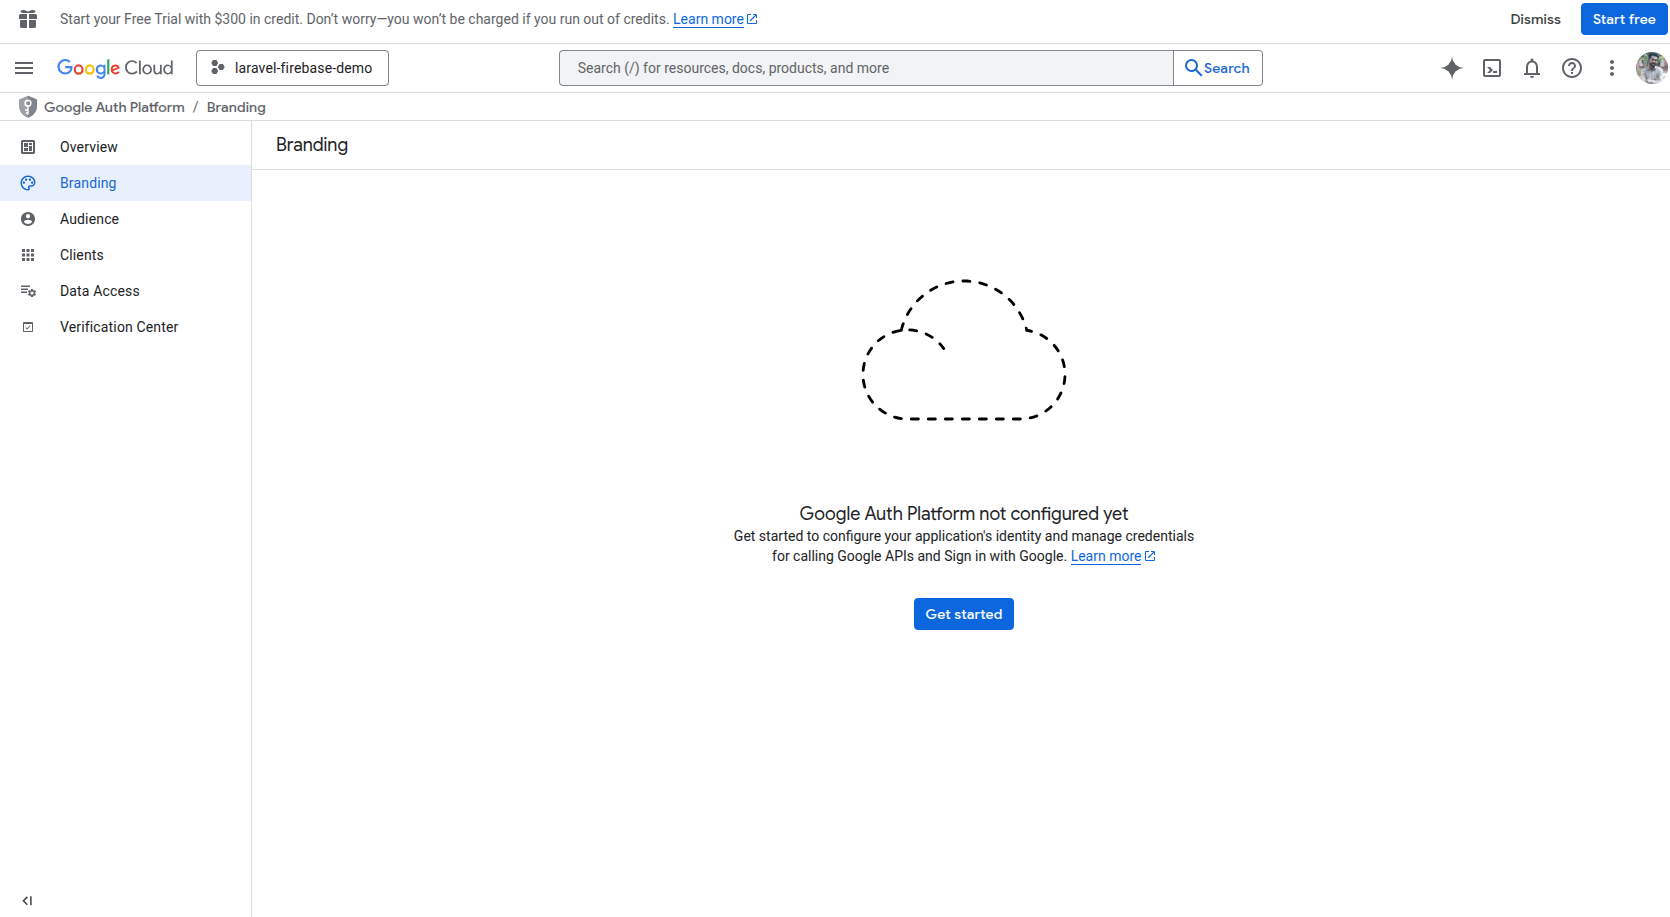 Start your Free Trial with $300 in credit. Don’t worry—you won’t be charged if you run out of credits. Learn more
Dismiss
Start free
Google Cloud
laravel-firebase-demo
Search (/) for resources, docs, products, and more
Search
Google Auth Platform / Branding
Overview
Branding
Audience
Clients
Data Access
Verification Center
Branding
Google Auth Platform not configured yet
Get started to configure your application's identity and manage credentials
for calling Google APIs and Sign in with Google. Learn more
Get started